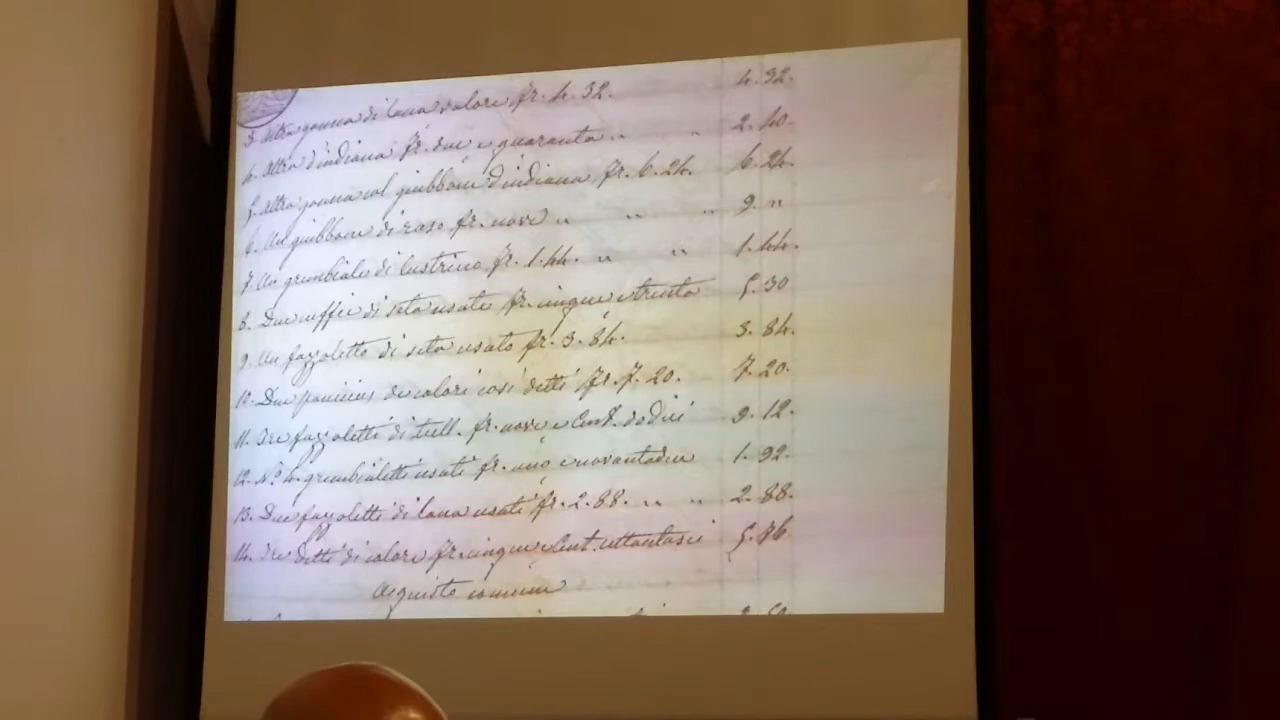 3. Altra gonna di lana valore fr. 4. 32. 4. 32.
4. Altra d'indiana fr. due e quaranta " " 2. 40.
5. Altra gonna col giubbone d'indiana fr. 6. 24. 6. 24.
6. Un giubbone di raso fr. nove " " " 9. "
7. Un grembiale di lustrino fr. 1. 44. " " 1. 44.
8. Due cuffie di seta usate fr. cinque e trenta 5. 30
9. Un fazzoletto di seta usato fr. 3. 84. 3. 84.
10. Due di colori così detti fr. 7. 20. 7. 20.
11. Tre fazzoletti di tull. fr. nove e Cent. dodici 9. 12.
12. N.° 4. grembialetti usati fr. uno e novantadue 1. 92.
13. Due fazzoletti di lana usati fr. 2. 88. " " 2. 88.
14. Tre detti di colore fr. cinque e Cent.
Acquisto comune